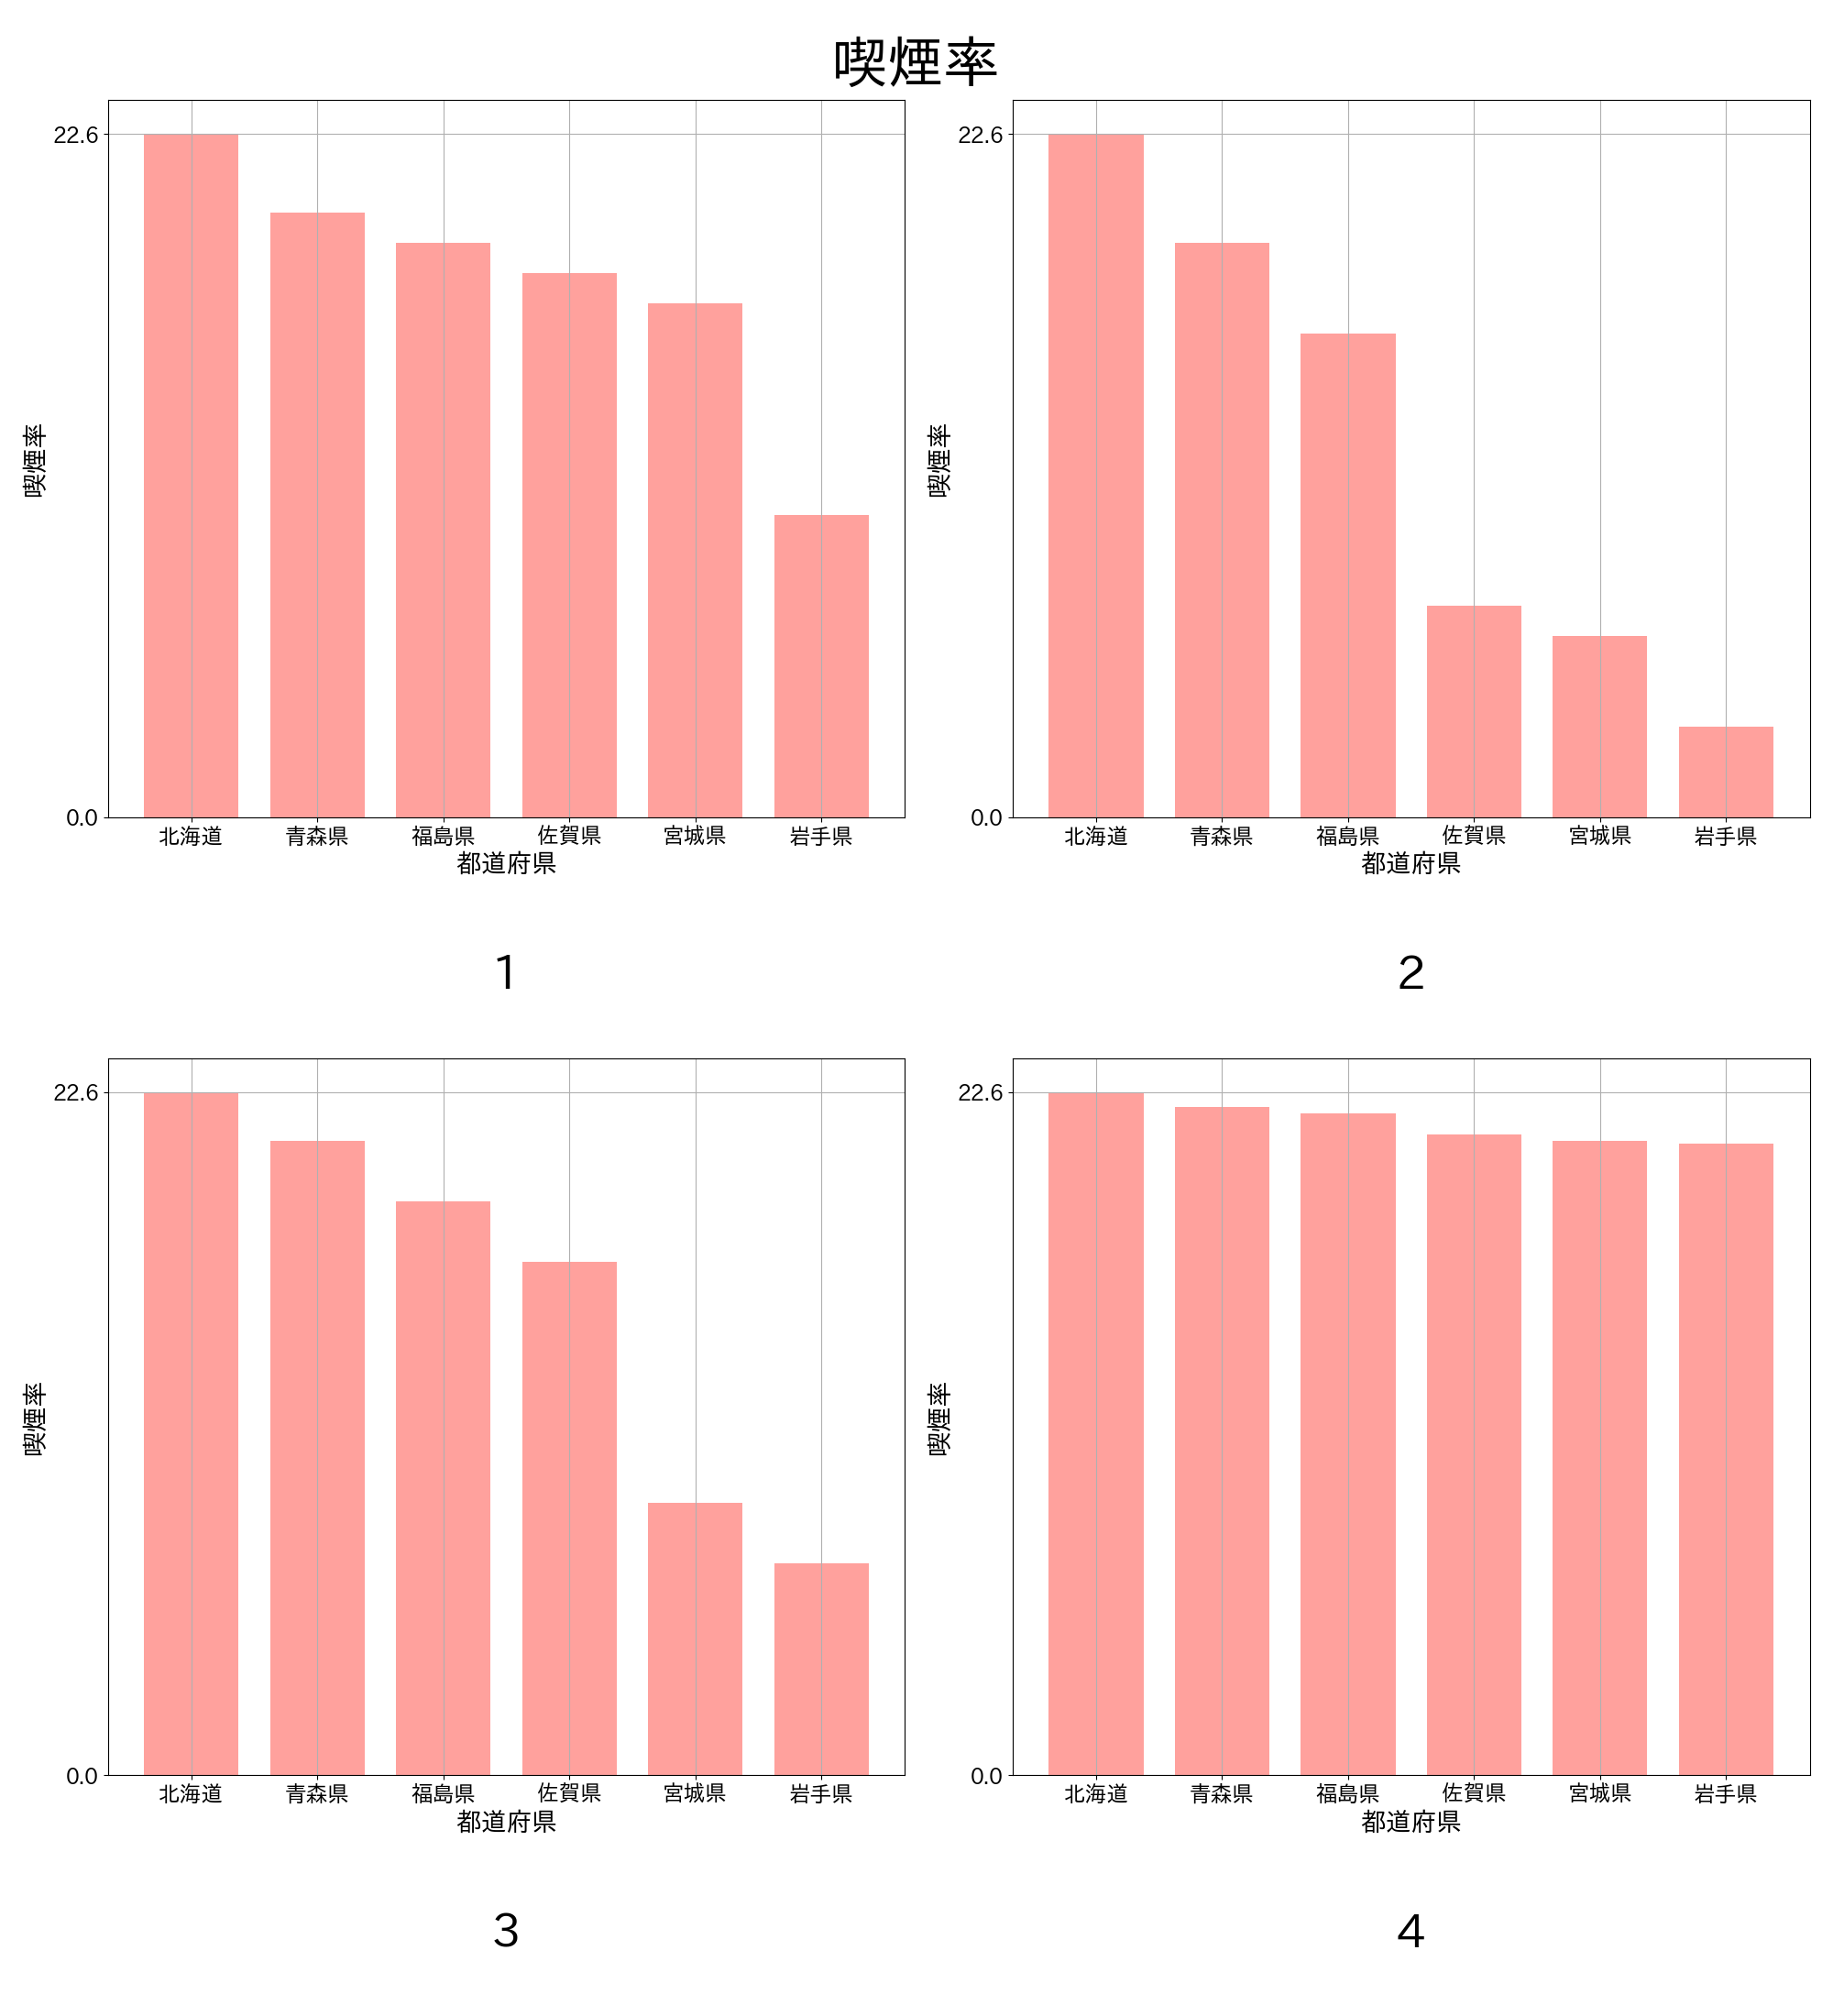 喫煙率
22.6
喫煙率
0.0
北海道 青森県 福島県 佐賀県 宮城県 岩手県
都道府県
1
22.6
喫煙率
0.0
北海道 青森県 福島県 佐賀県 宮城県 岩手県
都道府県
2
22.6
喫煙率
0.0
北海道 青森県 福島県 佐賀県 宮城県 岩手県
都道府県
3
22.6
喫煙率
0.0
北海道 青森県 福島県 佐賀県 宮城県 岩手県
都道府県
4